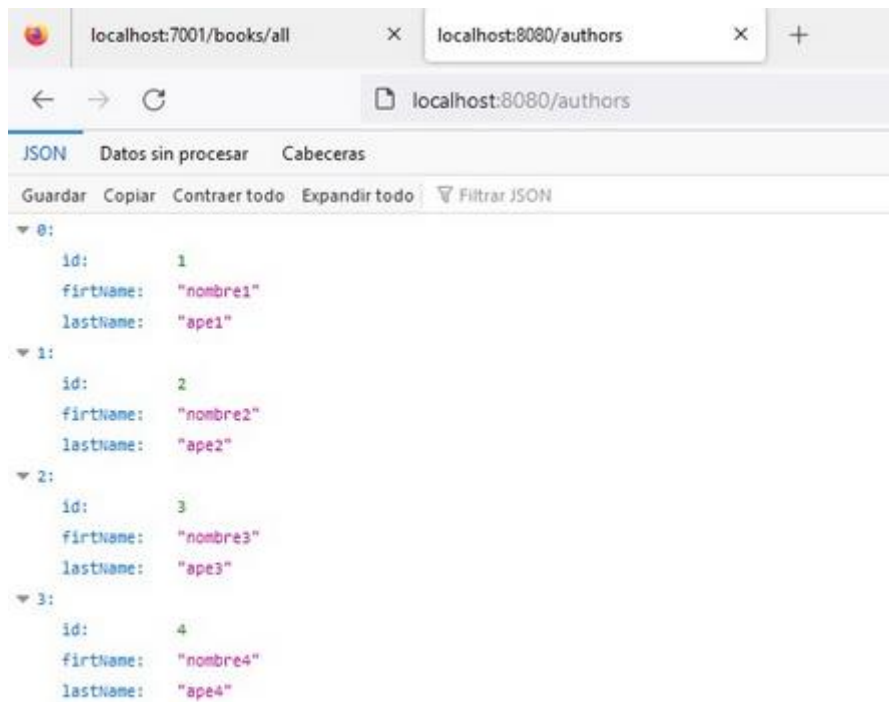 localhost:7001/books/all × localhost:8080/authors × +
localhost:8080/authors
JSON Datos sin procesar Cabeceras
Guardar Copiar Contraer todo Expandir todo Filtrar JSON
0:
id: 1
firtName: "nombre1"
lastName: "ape1"
1:
id: 2
firtName: "nombre2"
lastName: "ape2"
2:
id: 3
firtName: "nombre3"
lastName: "ape3"
3:
id: 4
firtName: "nombre4"
lastName: "ape4"